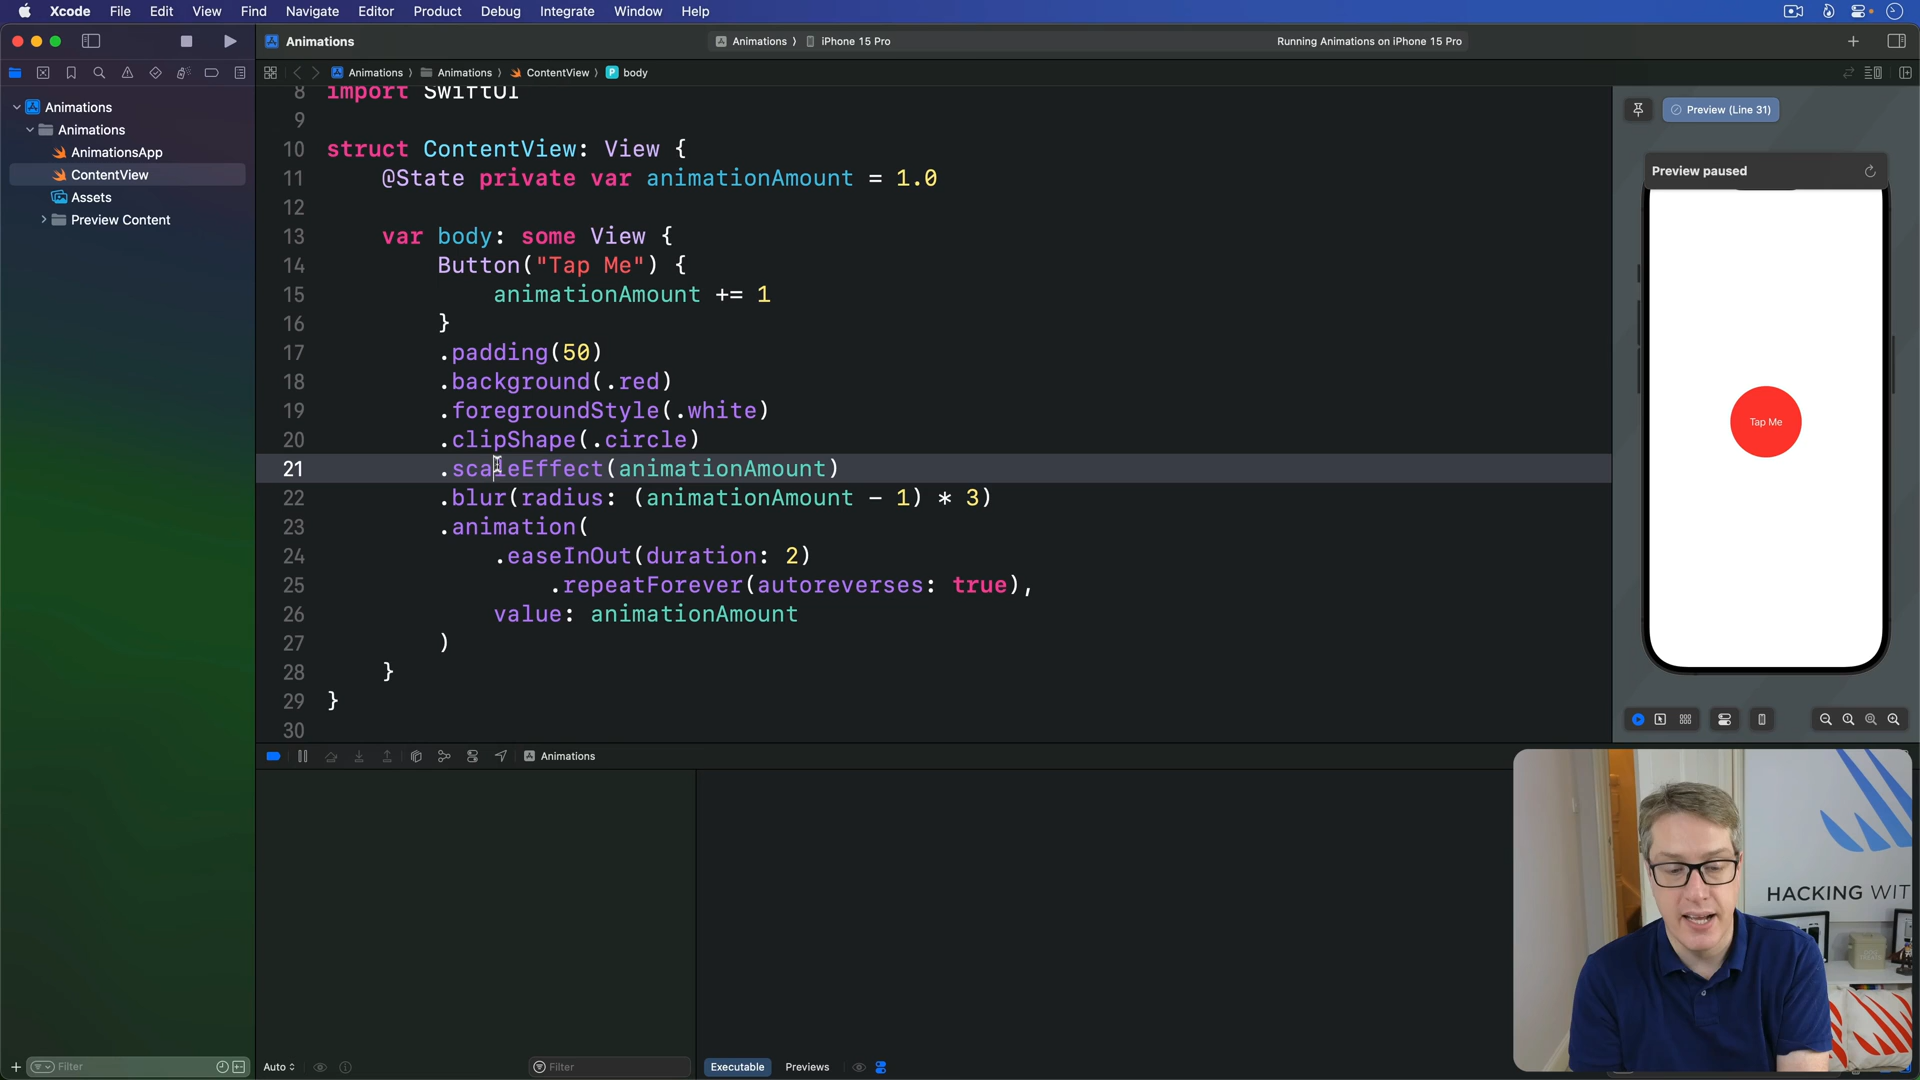 Xcode File Edit View Find Navigate Editor Product Debug Integrate Window Help
Animations
Animations 〉 iPhone 15 Pro
Running Animations on iPhone 15 Pro
Animations 〉 Animations 〉 ContentView 〉 body
Animations
Animations
AnimationsApp
ContentView
Assets
Preview Content
8 import SwiftUI
9
10 struct ContentView: View {
11 @State private var animationAmount = 1.0
12
13 var body: some View {
14 Button("Tap Me") {
15 animationAmount += 1
16 }
17 .padding(50)
18 .background(.red)
19 .foregroundStyle(.white)
20 .clipShape(.circle)
21 .scaleEffect(animationAmount)
22 .blur(radius: (animationAmount - 1) * 3)
23 .animation(
24 .easeInOut(duration: 2)
25 .repeatForever(autoreverses: true),
26 value: animationAmount
27 )
28 }
29 }
30
Preview (Line 31)
Preview paused
Tap Me
Animations
HACKING WIT
Filter
Auto
Filter
Executable Previews